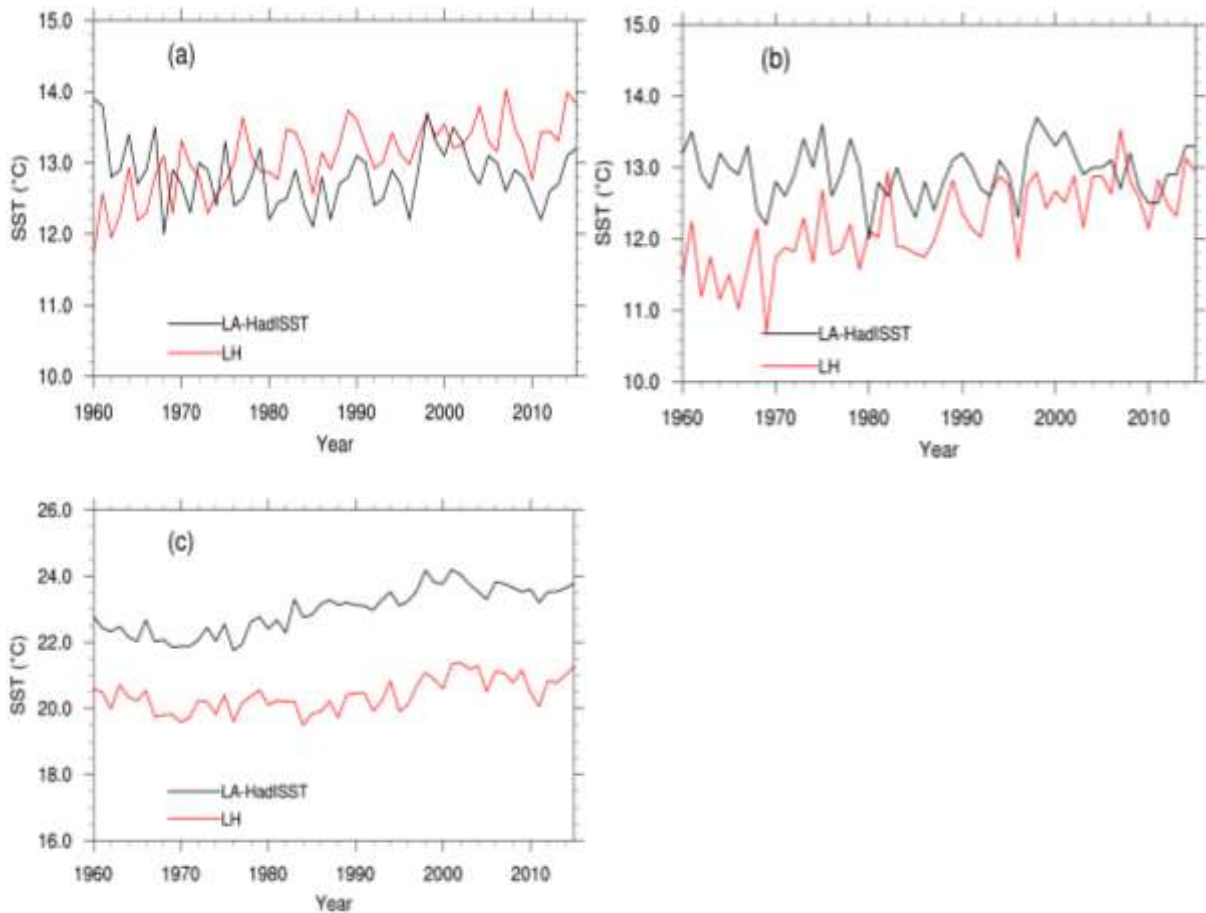 (a)
SST (°C)
15.0
14.0
13.0
12.0
11.0
10.0
LA-HadISST
LH
1960 1970 1980 1990 2000 2010
Year
(b)
SST (°C)
15.0
14.0
13.0
12.0
11.0
10.0
LA-HadISST
LH
1960 1970 1980 1990 2000 2010
Year
(c)
SST (°C)
26.0
24.0
22.0
20.0
18.0
16.0
LA-HadISST
LH
1960 1970 1980 1990 2000 2010
Year